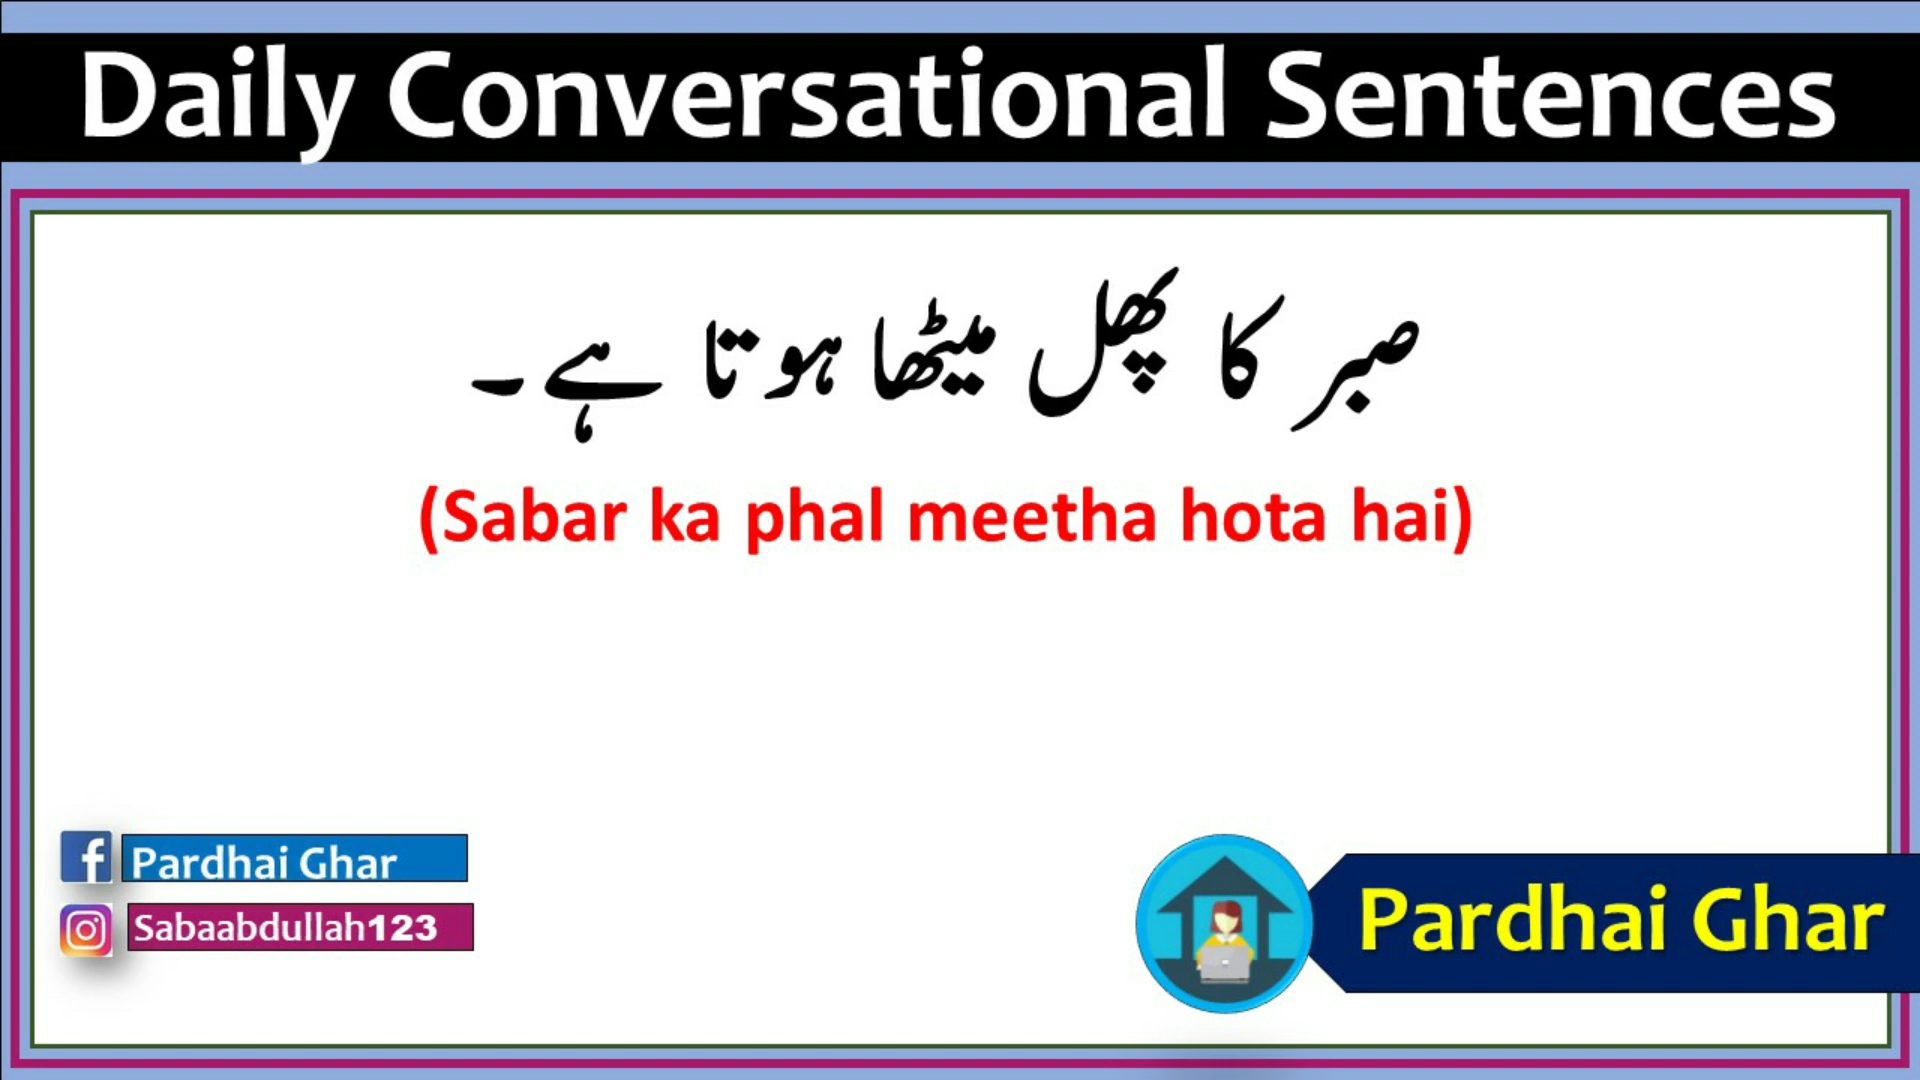 Daily Conversational Sentences
صبر کا پھل میٹھا ہوتا ہے۔
(Sabar ka phal meetha hota hai)
Pardhai Ghar
Sabaabdullah123
Pardhai Ghar